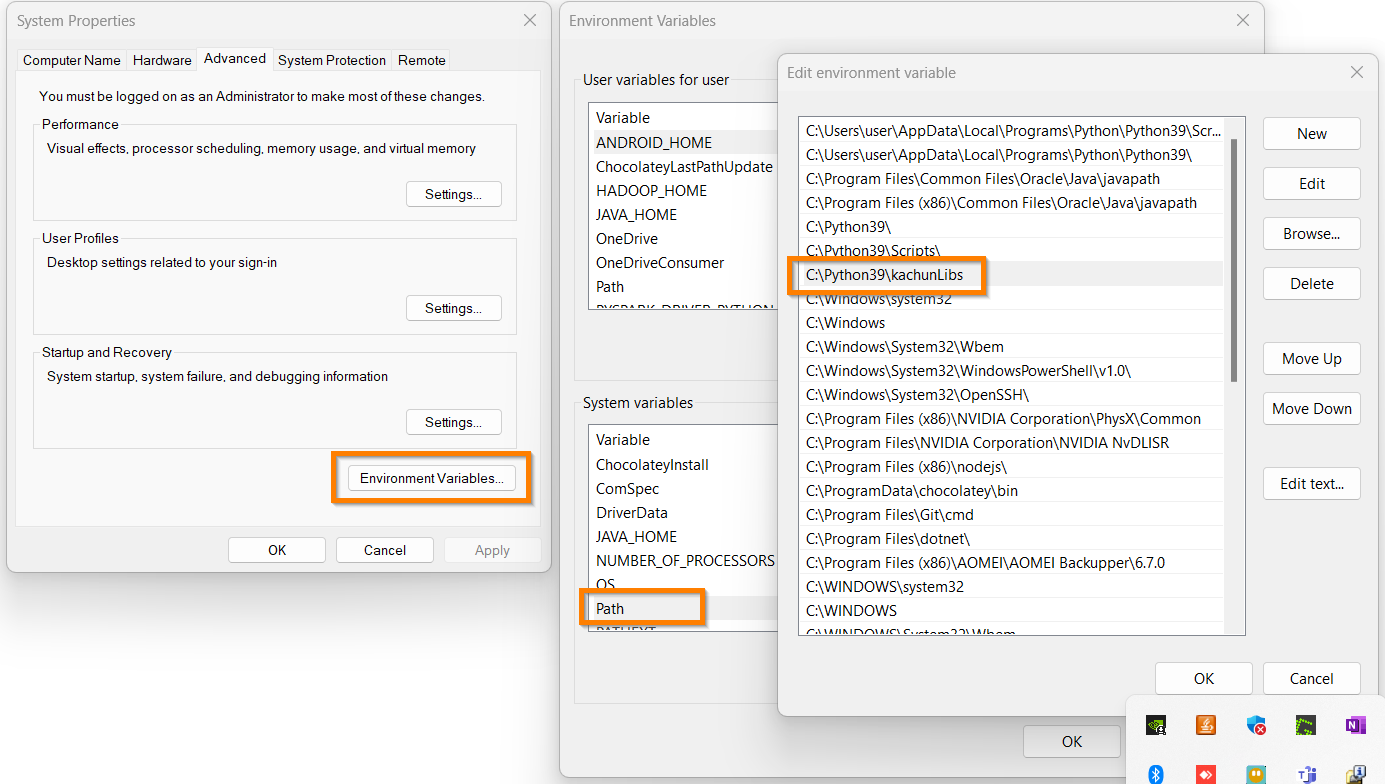 System Properties
Computer Name
Hardware
Advanced
System Protection
Remote
You must be logged on as an Administrator to make most of these changes.
Performance
Visual effects, processor scheduling, memory usage, and virtual memory
Settings...
User Profiles
Desktop settings related to your sign-in
Settings...
Startup and Recovery
System startup, system failure, and debugging information
Settings...
Environment Variables...
OK
Cancel
Apply
Environment Variables
User variables for user
Variable
ANDROID_HOME
ChocolateyLastPathUpdate
HADOOP_HOME
JAVA_HOME
OneDrive
OneDriveConsumer
Path
PYSPARK_DRIVER_PYTHON
System variables
Variable
ChocolateyInstall
ComSpec
DriverData
JAVA_HOME
NUMBER_OF_PROCESSORS
OS
Path
PATHEXT
OK
Edit environment variable
C:\Users\user\AppData\Local\Programs\Python\Python39\Scr...
C:\Users\user\AppData\Local\Programs\Python\Python39\
C:\Program Files\Common Files\Oracle\Java\javapath
C:\Program Files (x86)\Common Files\Oracle\Java\javapath
C:\Python39\
C:\Python39\Scripts\
C:\Python39\kachunLibs
C:\Windows\system32
C:\Windows
C:\Windows\System32\Wbem
C:\Windows\System32\WindowsPowerShell\v1.0\
C:\Windows\System32\OpenSSH\
C:\Program Files (x86)\NVIDIA Corporation\PhysX\Common
C:\Program Files\NVIDIA Corporation\NVIDIA NvDLISR
C:\Program Files (x86)\nodejs\
C:\ProgramData\chocolatey\bin
C:\Program Files\Git\cmd
C:\Program Files\dotnet\
C:\Program Files (x86)\AOMEI\AOMEI Backupper\6.7.0
C:\WINDOWS\system32
C:\WINDOWS
C:\WINDOWS\System32\Wbem
New
Edit
Browse...
Delete
Move Up
Move Down
Edit text...
OK
Cancel